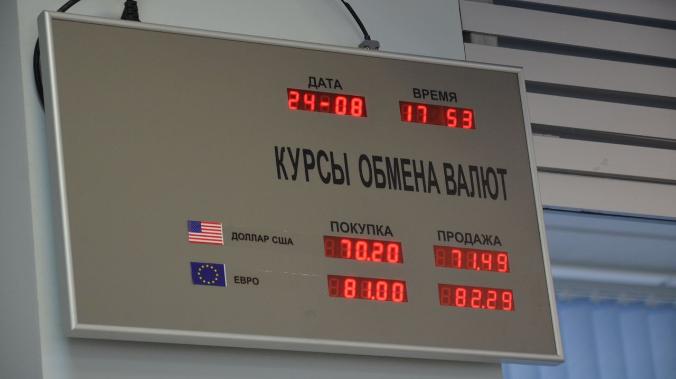 ДАТА ВРЕМЯ
24-08 17 53
КУРСЫ ОБМЕНА ВАЛЮТ
ПОКУПКА ПРОДАЖА
ДОЛЛАР США 70.20 71.49
ЕВРО 81.00 82.29